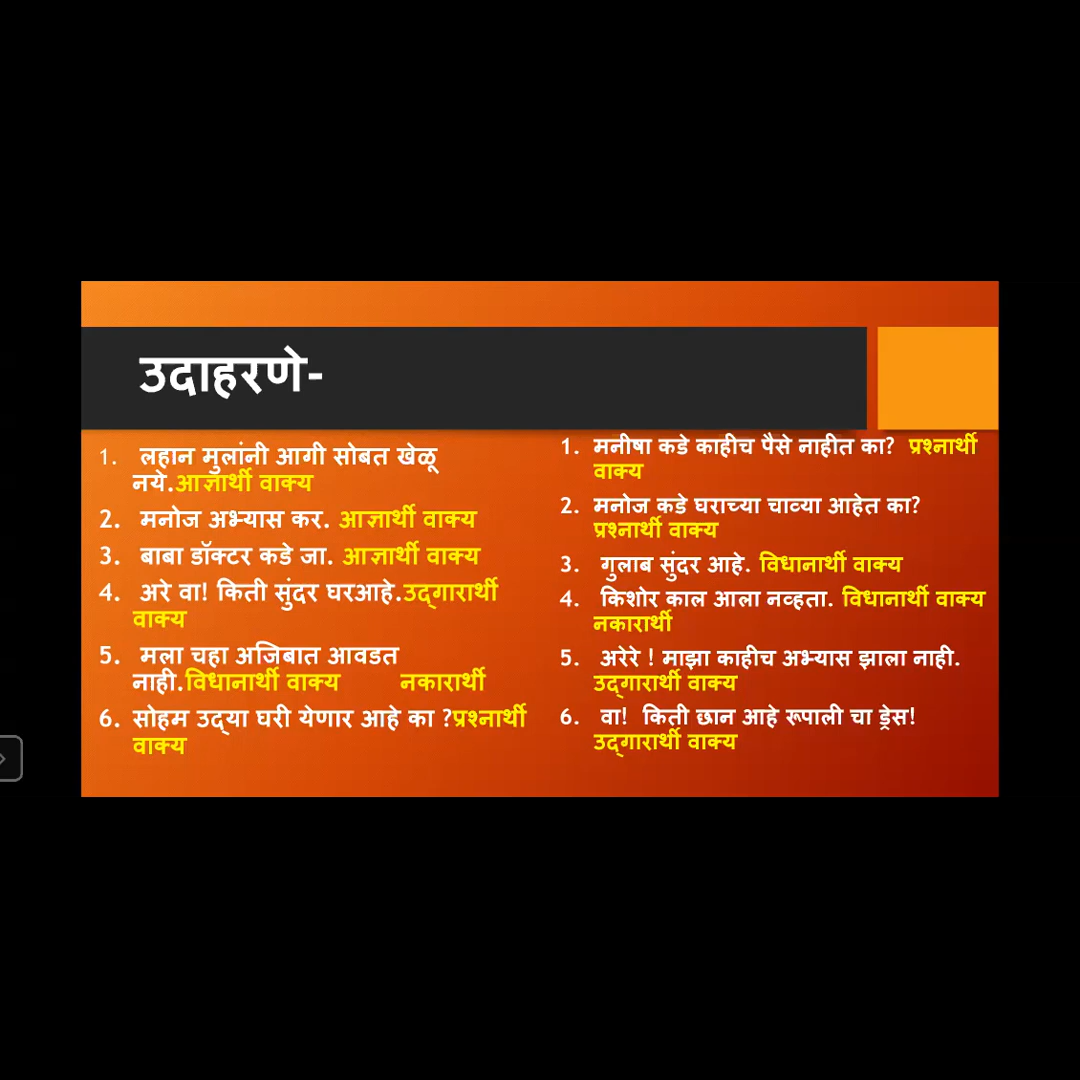 उदाहरणे-
1. लहान मुलांनी आगी सोबत खेळू
नये.आज्ञार्थी वाक्य
2. मनोज अभ्यास कर. आज्ञार्थी वाक्य
3. बाबा डॉक्टर कडे जा. आज्ञार्थी वाक्य
4. अरे वा! किती सुंदर घरआहे.उद्गारार्थी
वाक्य
5. मला चहा अजिबात आवडत
नाही.विधानार्थी वाक्य नकारार्थी
6. सोहम उद्या घरी येणार आहे का ?प्रश्नार्थी
वाक्य
1. मनीषा कडे काहीच पैसे नाहीत का? प्रश्नार्थी
वाक्य
2. मनोज कडे घराच्या चाव्या आहेत का?
प्रश्नार्थी वाक्य
3. गुलाब सुंदर आहे. विधानार्थी वाक्य
4. किशोर काल आला नव्हता. विधानार्थी वाक्य
नकारार्थी
5. अरेरे ! माझा काहीच अभ्यास झाला नाही.
उद्गारार्थी वाक्य
6. वा! किती छान आहे रूपाली चा ड्रेस!
उद्गारार्थी वाक्य